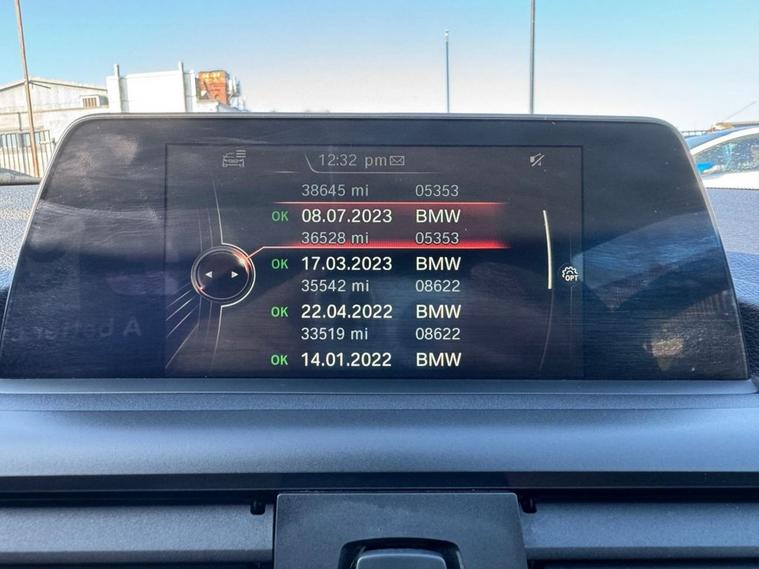 12:32 pm
38645 mi 05353
OK 08.07.2023 BMW
36528 mi 05353
OK 17.03.2023 BMW
35542 mi 08622
OK 22.04.2022 BMW
33519 mi 08622
OK 14.01.2022 BMW
OPT
A better